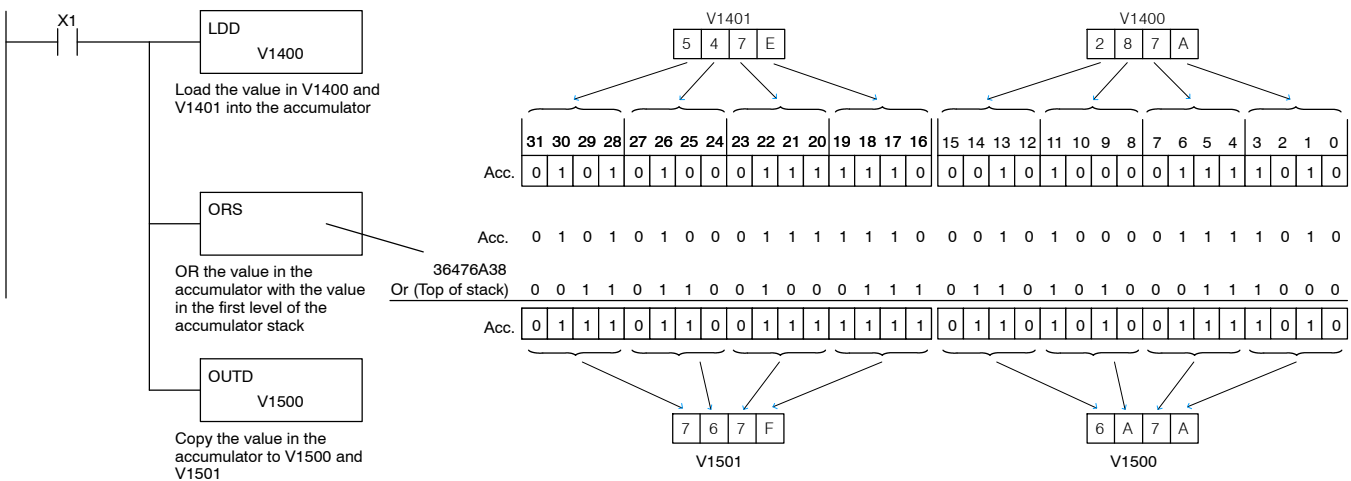 X1
LDD
V1400
Load the value in V1400 and
V1401 into the accumulator
ORS
OR the value in the
accumulator with the value
in the first level of the
accumulator stack
OUTD
V1500
Copy the value in the
accumulator to V1500 and
V1501
V1401
5 4 7 E
V1400
2 8 7 A
31 30 29 28 27 26 25 24 23 22 21 20 19 18 17 16 15 14 13 12 11 10 9 8 7 6 5 4 3 2 1 0
Acc. 0 1 0 1 0 1 0 0 0 1 1 1 1 1 1 0 0 0 1 0 1 0 0 0 0 1 1 1 1 0 1 0
Acc. 0 1 0 1 0 1 0 0 0 1 1 1 1 1 1 0 0 0 1 0 1 0 0 0 0 1 1 1 1 0 1 0
36476A38
Or (Top of stack) 0 0 1 1 0 1 1 0 0 1 0 0 0 1 1 1 0 1 1 0 1 0 1 0 0 0 1 1 1 0 0 0
Acc. 0 1 1 1 0 1 1 0 0 1 1 1 1 1 1 1 0 1 1 0 1 0 1 0 0 1 1 1 1 0 1 0
7 6 7 F
V1501
6 A 7 A
V1500